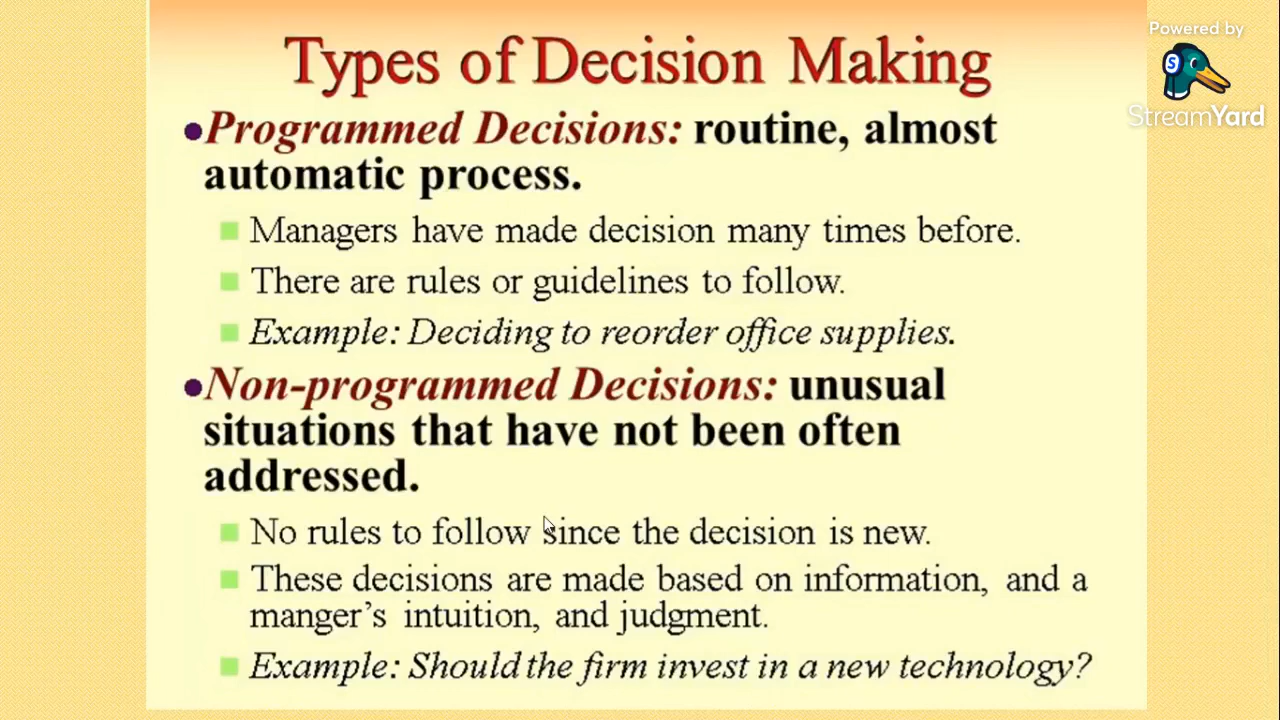 Powered by
StreamYard
Types of Decision Making
●Programmed Decisions: routine, almost
automatic process.
■ Managers have made decision many times before.
■ There are rules or guidelines to follow.
■ Example: Deciding to reorder office supplies.
●Non-programmed Decisions: unusual
situations that have not been often
addressed.
■ No rules to follow since the decision is new.
■ These decisions are made based on information, and a
manger's intuition, and judgment.
■ Example: Should the firm invest in a new technology?